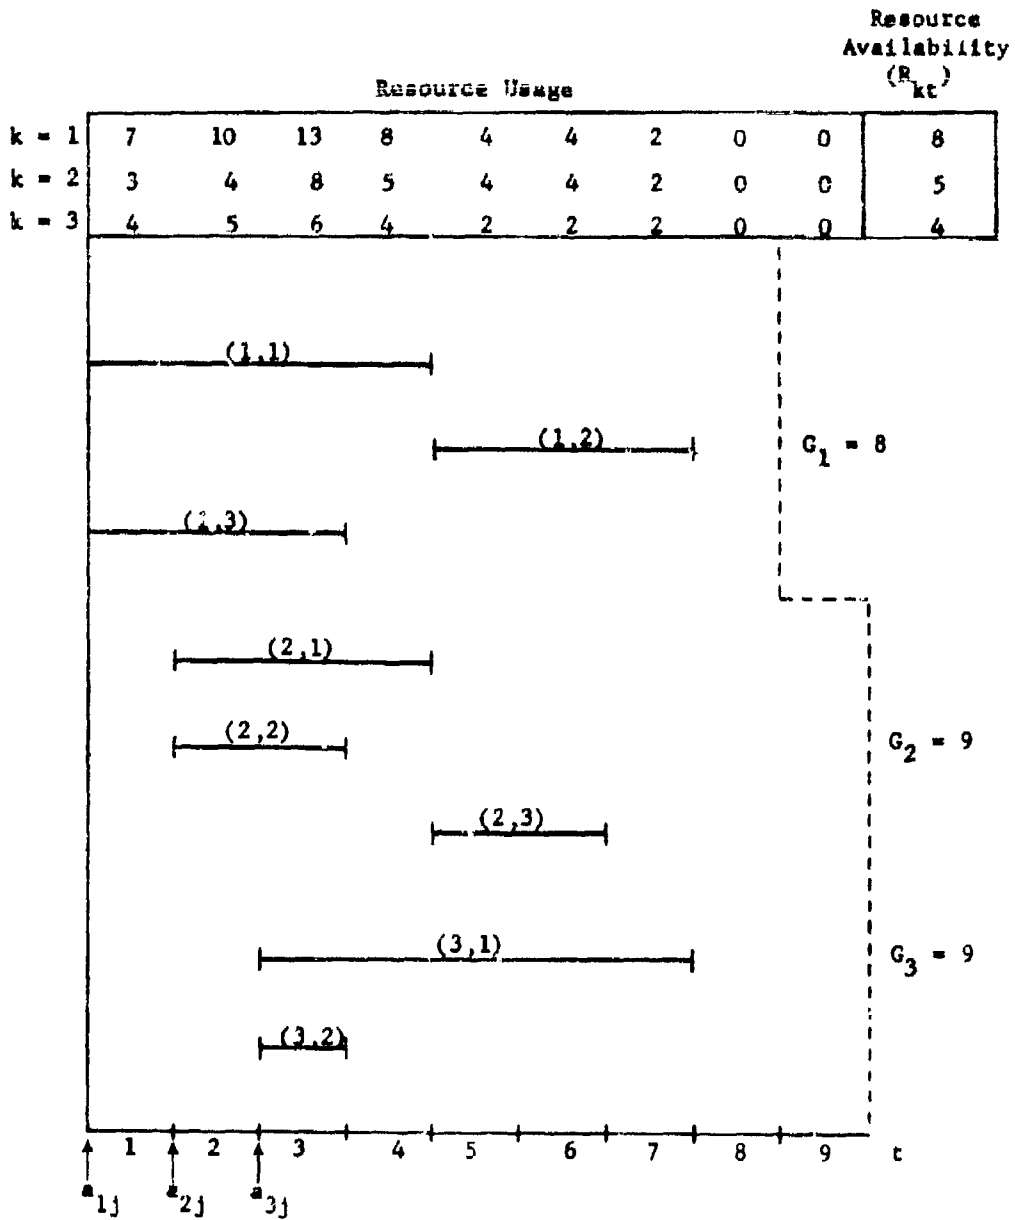 Resource
Availability
(R_kt)
Resource Usage
k = 1 7 10 13 8 4 4 2 0 0 8
k = 2 3 4 8 5 4 4 2 0 0 5
k = 3 4 5 6 4 2 2 2 0 0 4
(1,1)
(1,2)
G_1 = 8
(1,3)
(2,1)
(2,2)
G_2 = 9
(2,3)
(3,1)
G_3 = 9
(3,2)
1 2 3 4 5 6 7 8 9 t
a_1j a_2j a_3j